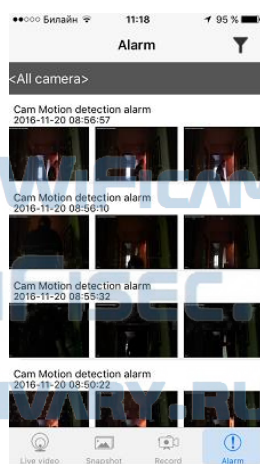 Билайн 11:18 95 %
Alarm
<All camera>
Cam Motion detection alarm
2016-11-20 08:56:57
Cam Motion detection alarm
2016-11-20 08:56:10
Cam Motion detection alarm
2016-11-20 08:55:32
Cam Motion detection alarm
2016-11-20 08:50:22
Live video Snapshot Record Alarm